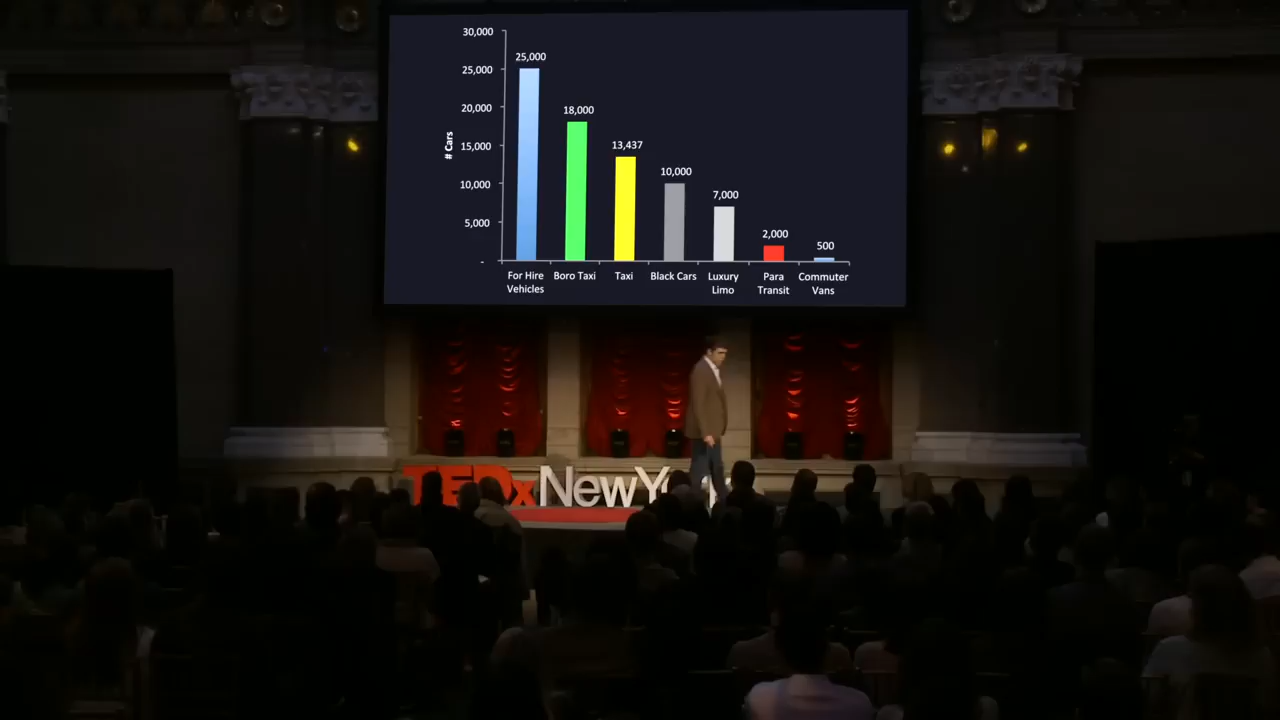 30,000
25,000
20,000
15,000
10,000
5,000
-
# Cars
25,000
18,000
13,437
10,000
7,000
2,000
500
For Hire Vehicles
Boro Taxi
Taxi
Black Cars
Luxury Limo
Para Transit
Commuter Vans
TEDxNewY